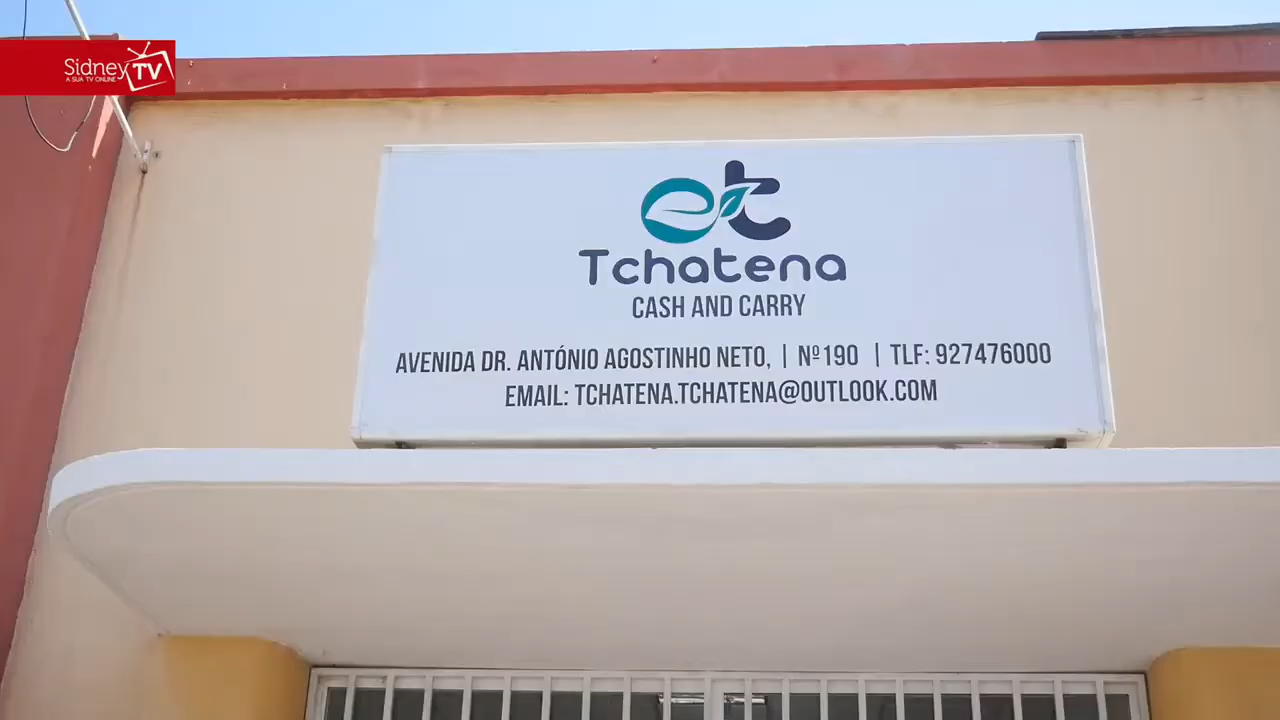 Sidney TV
A SUA TV ONLINE
et
Tchatena
CASH AND CARRY
AVENIDA DR. ANTÓNIO AGOSTINHO NETO, | Nº190 | TLF: 927476000
EMAIL: TCHATENA.TCHATENA@OUTLOOK.COM